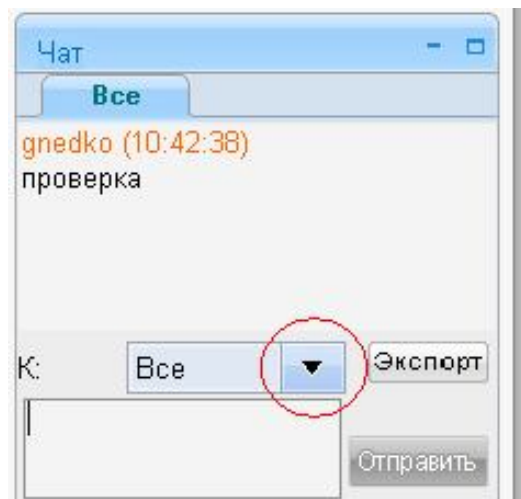 Чат
Все
gnedko (10:42:38)
проверка
К: Все Экспорт
Отправить